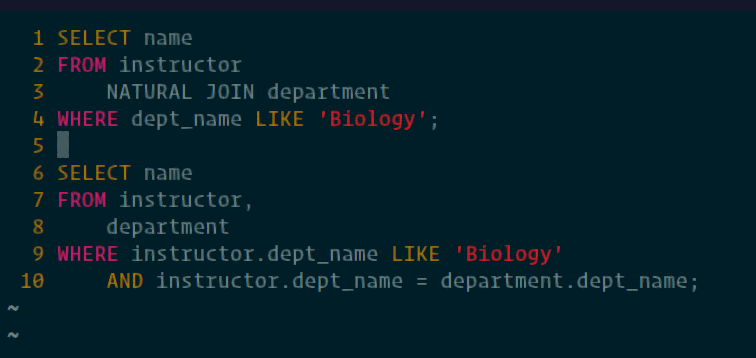 1 SELECT name
2 FROM instructor
3     NATURAL JOIN department
4 WHERE dept_name LIKE 'Biology';
5
6 SELECT name
7 FROM instructor,
8     department
9 WHERE instructor.dept_name LIKE 'Biology'
10     AND instructor.dept_name = department.dept_name;
~
~